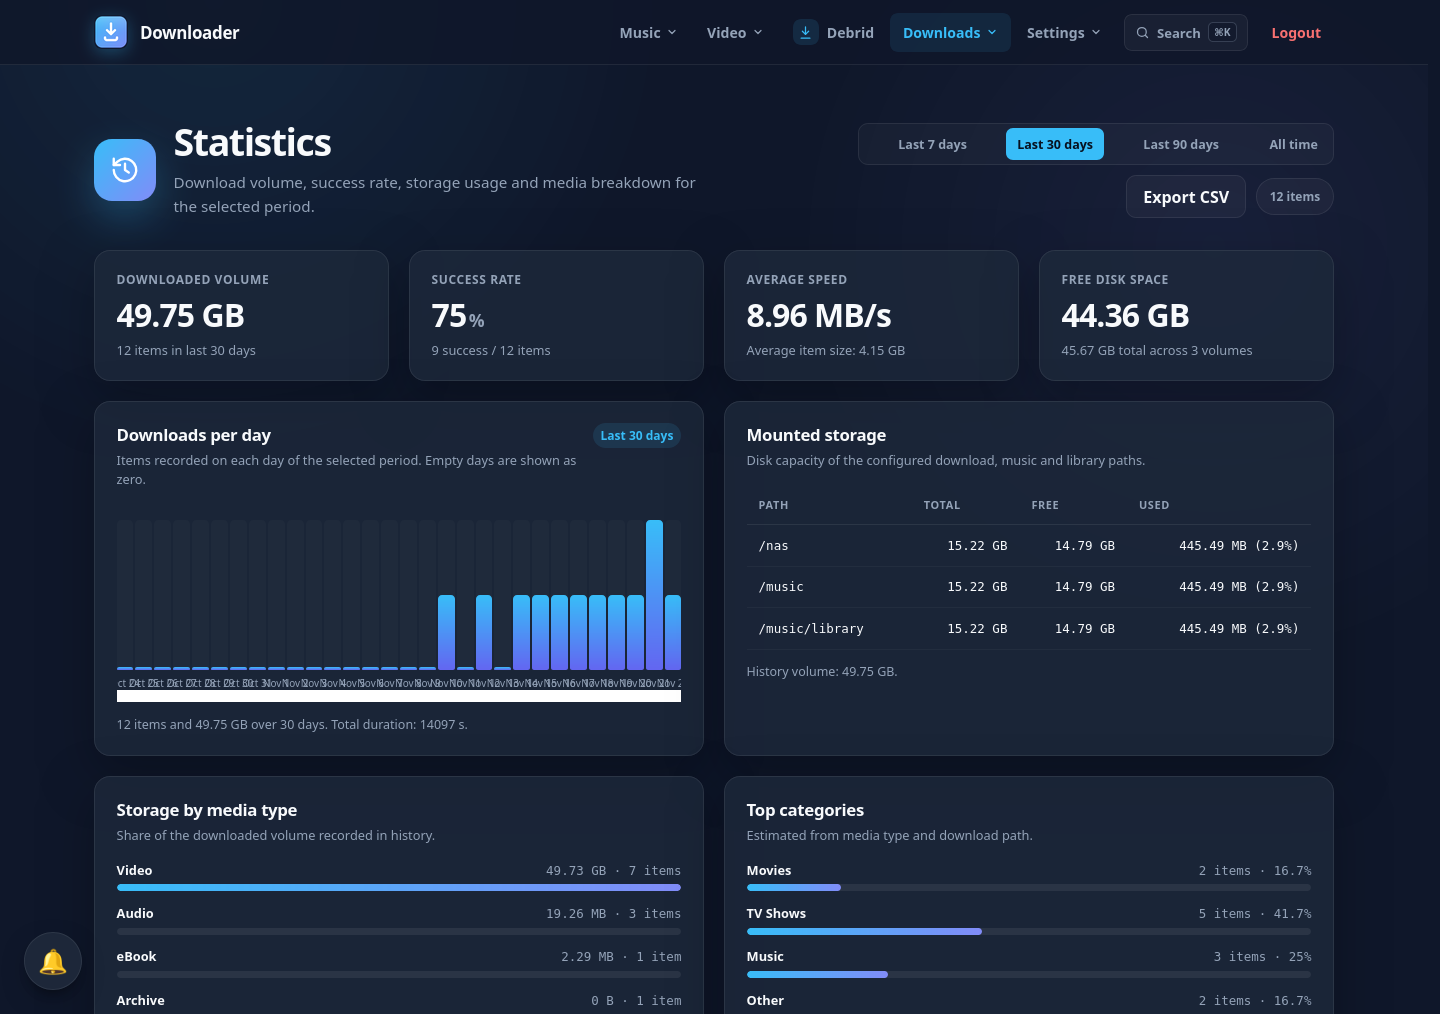 Downloader
Music
Video
Debrid
Downloads
Settings
Search ⌘K
Logout
Statistics
Download volume, success rate, storage usage and media breakdown for
the selected period.
Last 7 days
Last 30 days
Last 90 days
All time
Export CSV
12 items
DOWNLOADED VOLUME
49.75 GB
12 items in last 30 days
SUCCESS RATE
75%
9 success / 12 items
AVERAGE SPEED
8.96 MB/s
Average item size: 4.15 GB
FREE DISK SPACE
44.36 GB
45.67 GB total across 3 volumes
Downloads per day
Last 30 days
Items recorded on each day of the selected period. Empty days are shown as
zero.
12 items and 49.75 GB over 30 days. Total duration: 14097 s.
Mounted storage
Disk capacity of the configured download, music and library paths.
PATH TOTAL FREE USED
/nas 15.22 GB 14.79 GB 445.49 MB (2.9%)
/music 15.22 GB 14.79 GB 445.49 MB (2.9%)
/music/library 15.22 GB 14.79 GB 445.49 MB (2.9%)
History volume: 49.75 GB.
Storage by media type
Share of the downloaded volume recorded in history.
Video 49.73 GB · 7 items
Audio 19.26 MB · 3 items
eBook 2.29 MB · 1 item
Archive 0 B · 1 item
Top categories
Estimated from media type and download path.
Movies 2 items · 16.7%
TV Shows 5 items · 41.7%
Music 3 items · 25%
Other 2 items · 16.7%